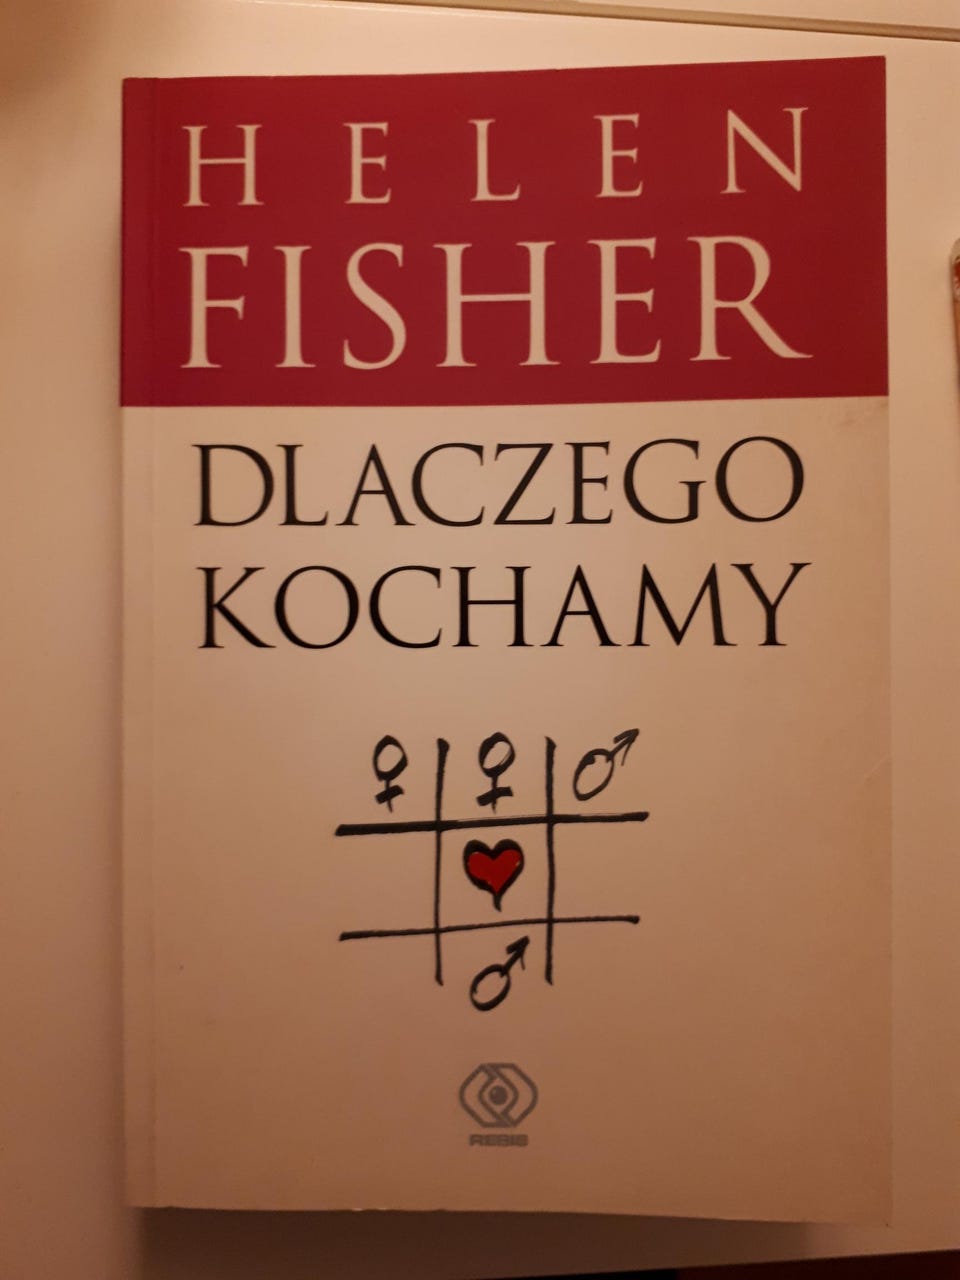 HELEN
FISHER
DLACZEGO
KOCHAMY
REBIS